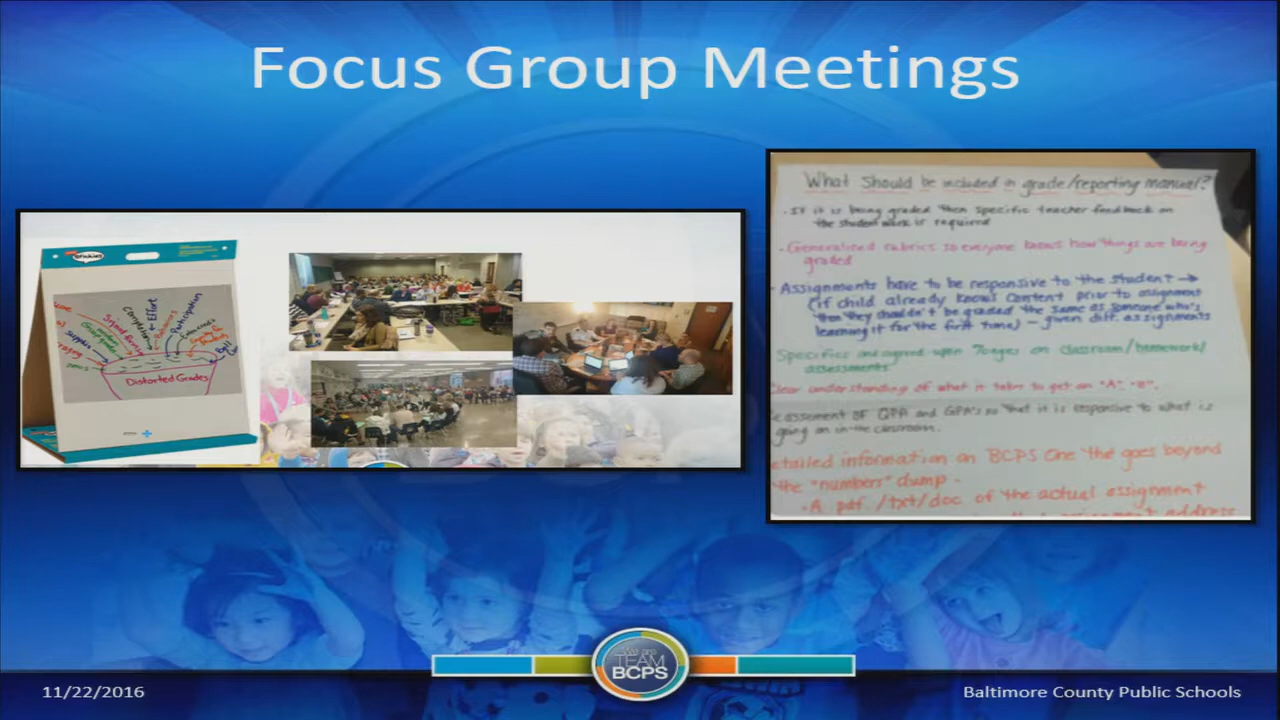 Focus Group Meetings
Effort
Completion
Participation
Extra credit
Supplies
Distorted Grades
What Should be included in grade/reporting manual?
· If it is being graded then specific teacher feedback on
the student work is required
· Generalized rubrics so everyone knows how things are being
graded
· Assignments have to be responsive to the student →
(if child already knows content prior to assignment
then they shouldn't be graded the same as someone who's
learning it for the first time) - given diff. assignments
Specifics and agreed upon %ages on classroom/homework/
assessments
lear understanding of what it takes to get an "A", "B".
eassement of QPA and GPA's so that it is responsive to what is
going on in the classroom.
etailed information on BCPS One that goes beyond
the "numbers" dump.
· A pdf/txt/doc of the actual assignment
TEAM
BCPS
11/22/2016
Baltimore County Public Schools